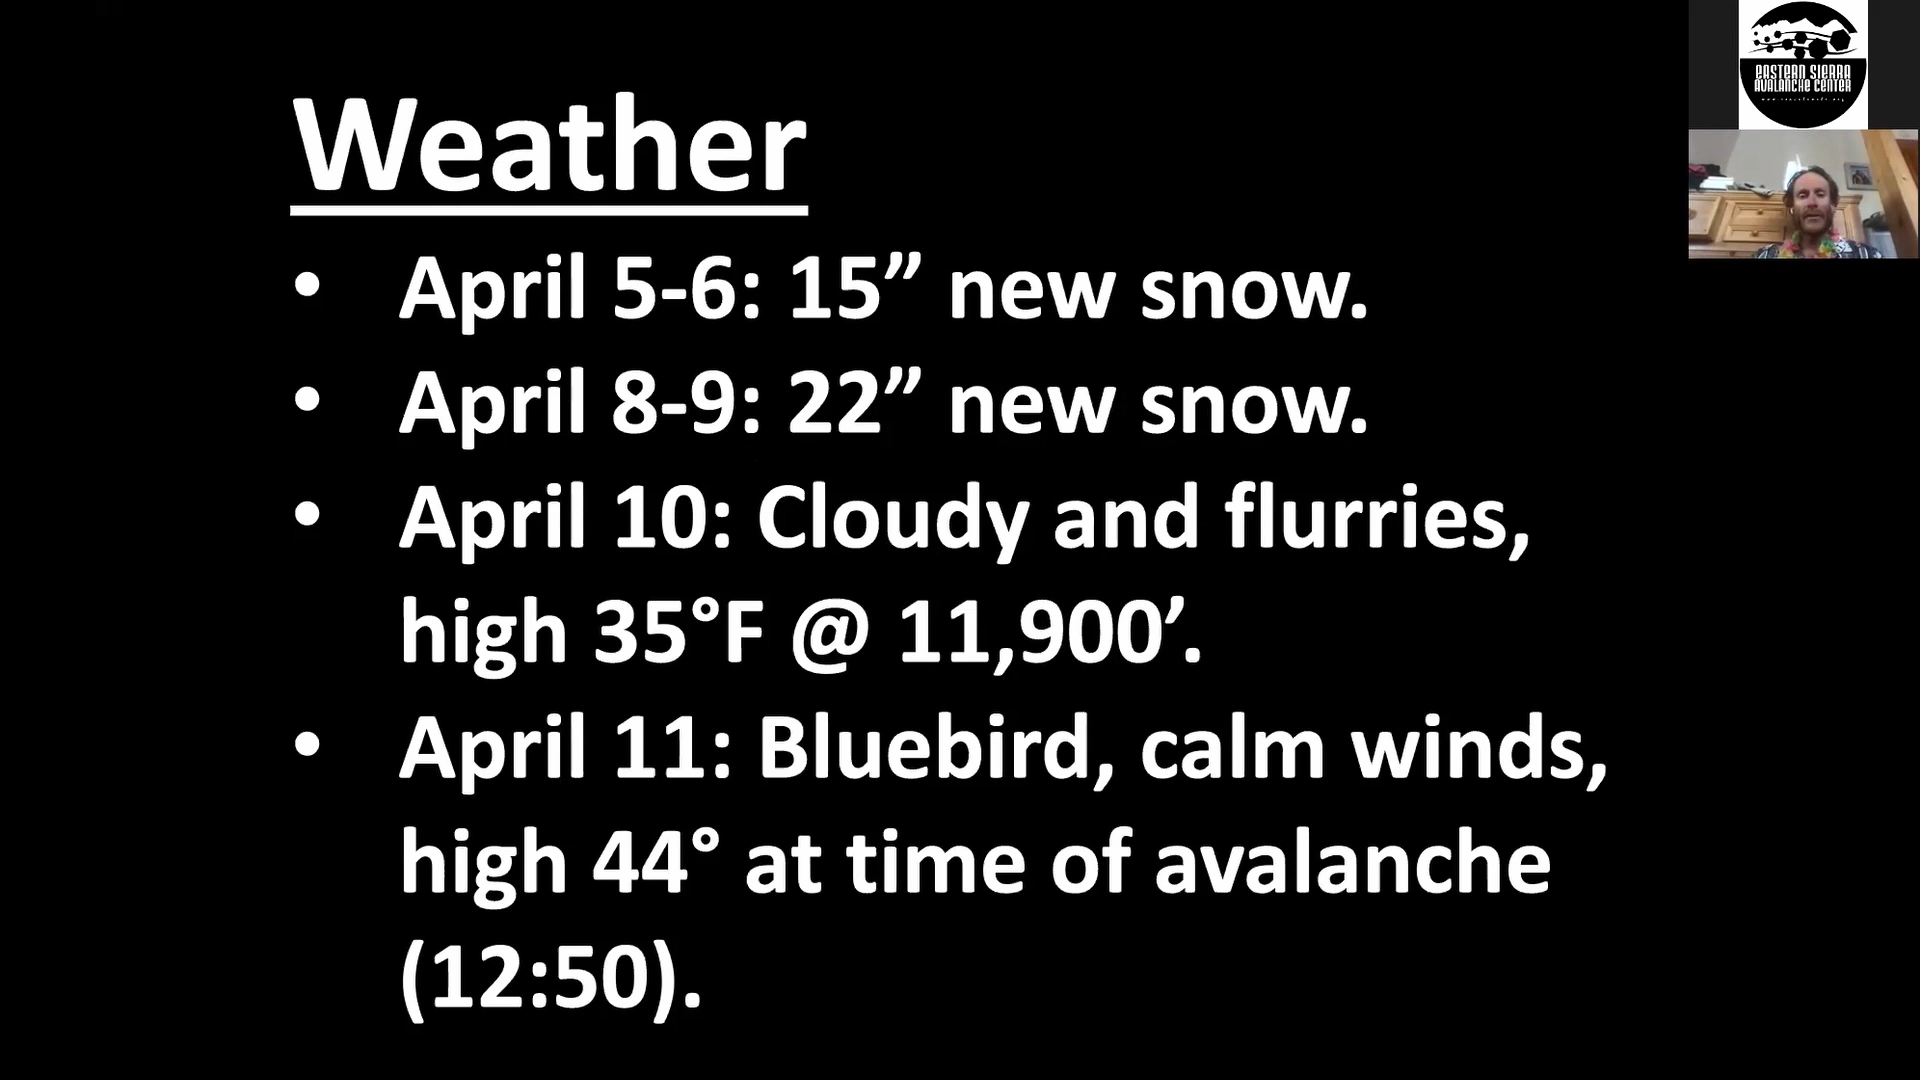 Weather
• April 5-6: 15” new snow.
• April 8-9: 22” new snow.
• April 10: Cloudy and flurries,
high 35°F @ 11,900’.
• April 11: Bluebird, calm winds,
high 44° at time of avalanche
(12:50).
EASTERN SIERRA
AVALANCHE CENTER